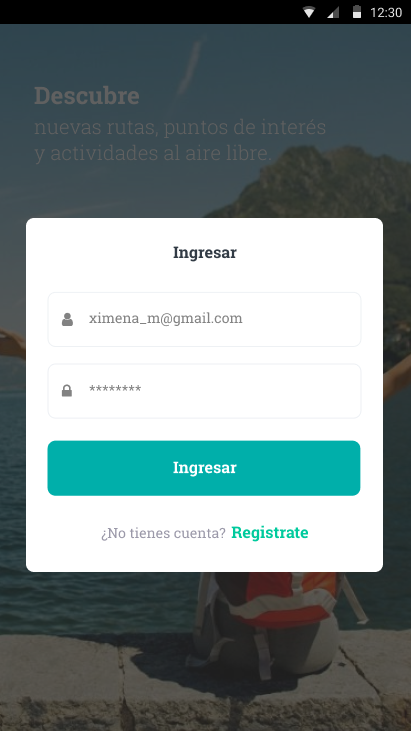 12:30
Descubre
nuevas rutas, puntos de interés
y actividades al aire libre.
Ingresar
ximena_m@gmail.com
********
Ingresar
¿No tienes cuenta? Registrate